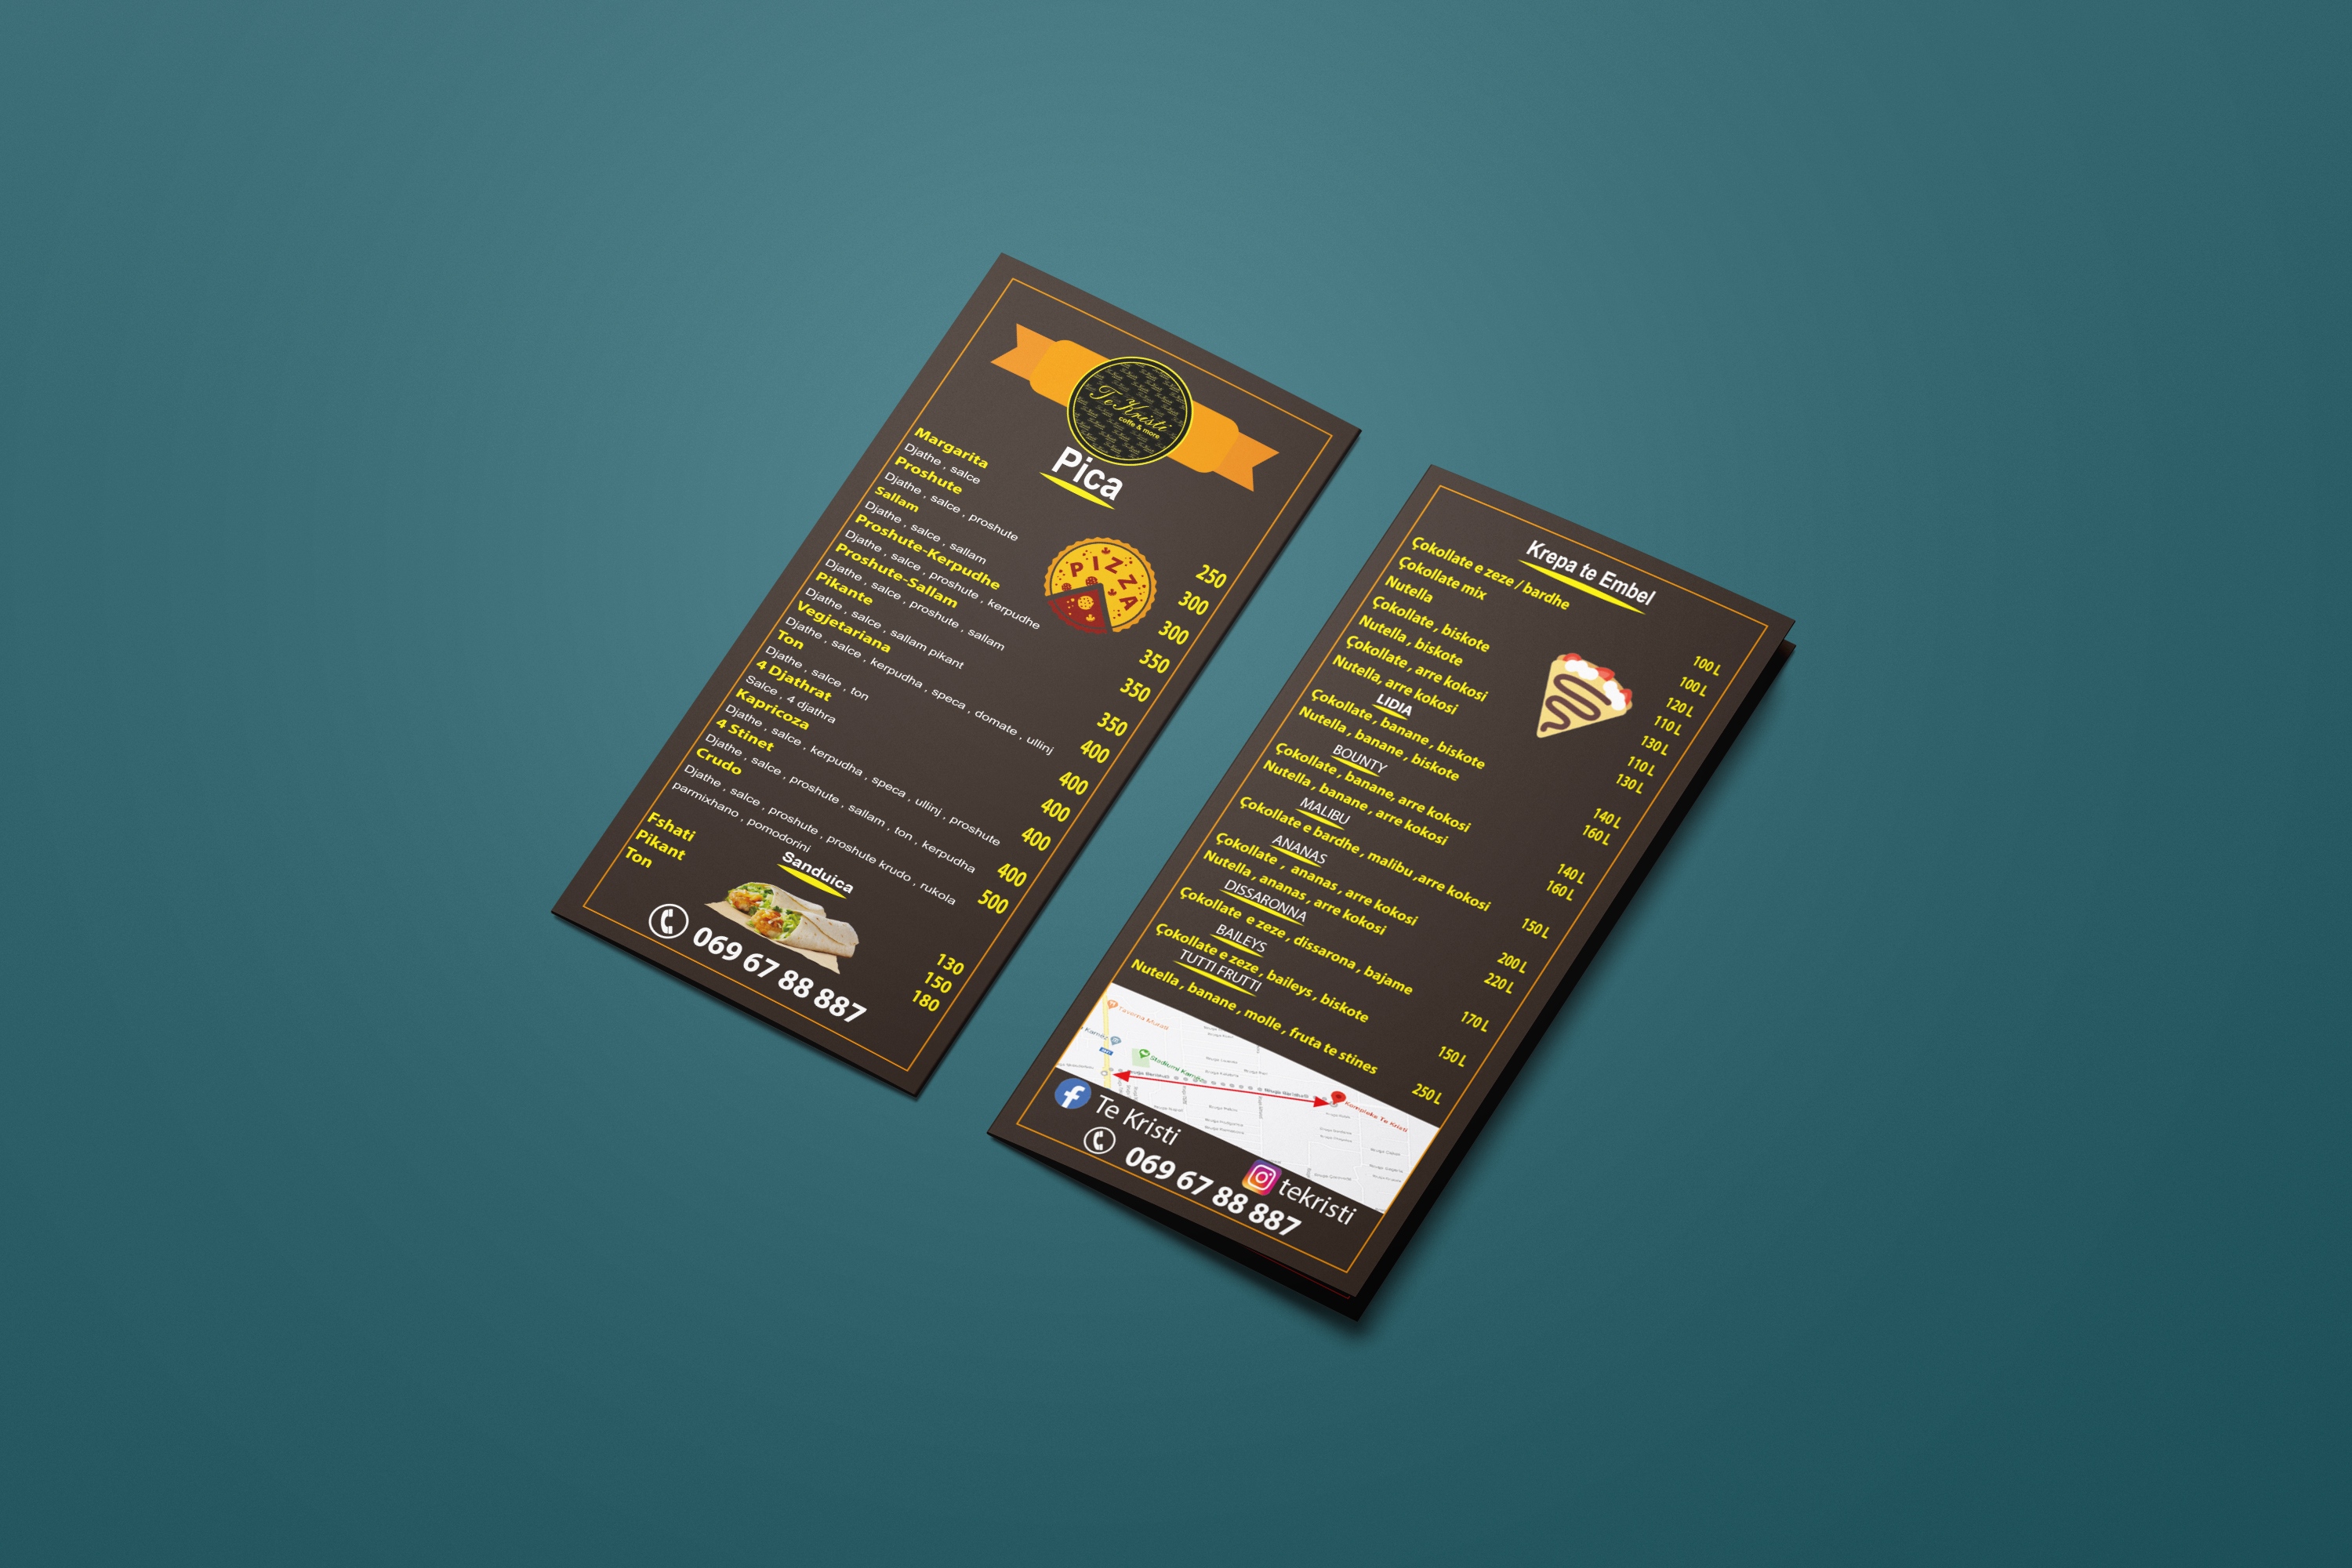 Te Kristi
coffe & more
Pica
PIZZA
Margarita 250
Djathe , salce
Proshute 300
Djathe , salce , proshute
Sallam 300
Djathe , salce , sallam
Proshute-Kerpudhe 350
Djathe , salce , proshute , kerpudhe
Proshute-Sallam 350
Djathe , salce , proshute , sallam
Pikante 350
Djathe , salce , sallam pikant
Vegjetariana 400
Djathe , salce , kerpudha , speca , domate , ullinj
Ton 400
Djathe , salce , ton
4 Djathrat 400
Salce , 4 djathra
Kapricoza 400
Djathe , salce , kerpudha , speca , ullinj , proshute
4 Stinet 400
Djathe , salce , proshute , sallam , ton , kerpudha
Crudo 500
Djathe , salce , proshute , proshute krudo , rukola
parmixhano , pomodorini
Sanduica
Fshati 130
Pikant 150
Ton 180
069 67 88 887
Krepa te Embel
Çokollate e zeze / bardhe 100 L
Çokollate mix 100 L
Nutella 120 L
Çokollate , biskote 110 L
Nutella , biskote 130 L
Çokollate , arre kokosi 110 L
Nutella, arre kokosi 130 L
LIDIA
Çokollate , banane , biskote 140 L
Nutella , banane , biskote 160 L
BOUNTY
Çokollate , banane, arre kokosi 140 L
Nutella , banane , arre kokosi 160 L
MALIBU
Çokollate e bardhe , malibu ,arre kokosi 150 L
ANANAS
Çokollate , ananas , arre kokosi 200 L
Nutella , ananas , arre kokosi 220 L
DISSARONNA
Çokollate e zeze , dissarona , bajame 170 L
BAILEYS
Çokollate e zeze , baileys , biskote 150 L
TUTTI FRUTTI
Nutella , banane , molle , fruta te stines 250 L
Taverna Murati
Stadiumi Kamëz
Kompleks Te Kristi
Te Kristi
tekristi
069 67 88 887